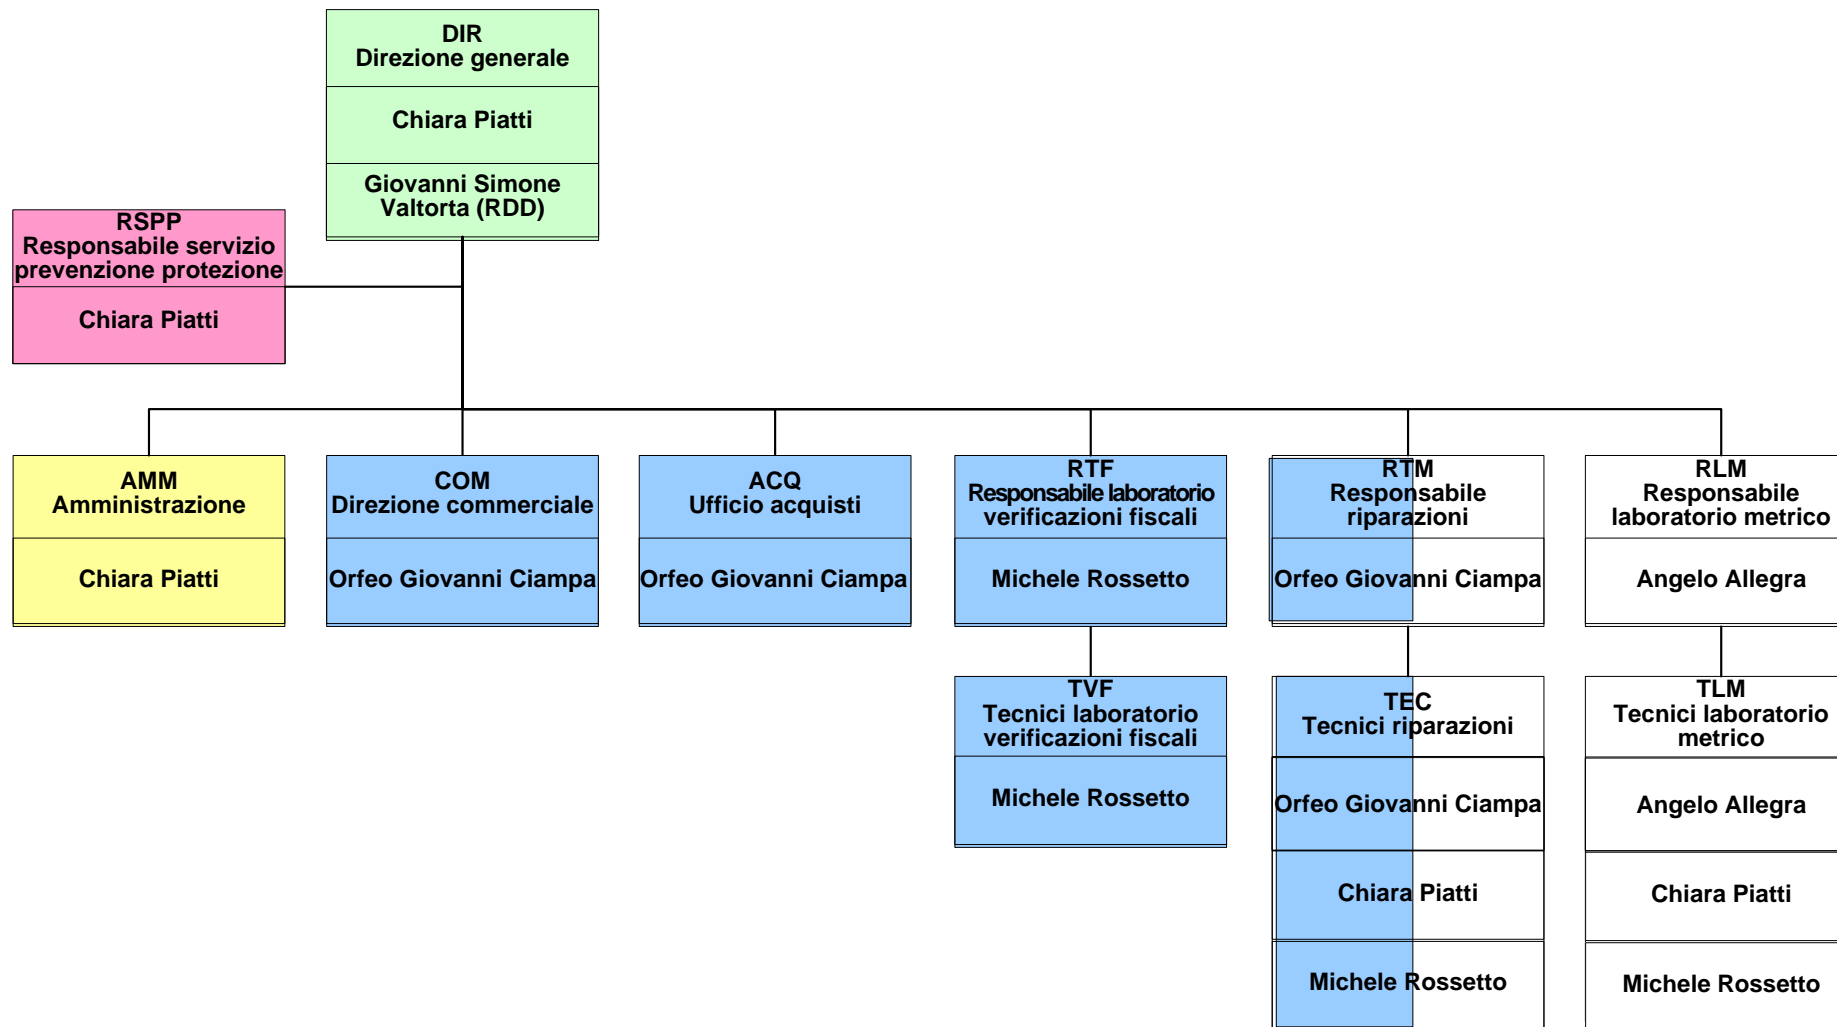 DIR
Direzione generale
Chiara Piatti
Giovanni Simone
Valtorta (RDD)
RSPP
Responsabile servizio
prevenzione protezione
Chiara Piatti
AMM
Amministrazione
Chiara Piatti
COM
Direzione commerciale
Orfeo Giovanni Ciampa
ACQ
Ufficio acquisti
Orfeo Giovanni Ciampa
RTF
Responsabile laboratorio
verificazioni fiscali
Michele Rossetto
TVF
Tecnici laboratorio
verificazioni fiscali
Michele Rossetto
RTM
Responsabile
riparazioni
Orfeo Giovanni Ciampa
TEC
Tecnici riparazioni
Orfeo Giovanni Ciampa
Chiara Piatti
Michele Rossetto
RLM
Responsabile
laboratorio metrico
Angelo Allegra
TLM
Tecnici laboratorio
metrico
Angelo Allegra
Chiara Piatti
Michele Rossetto